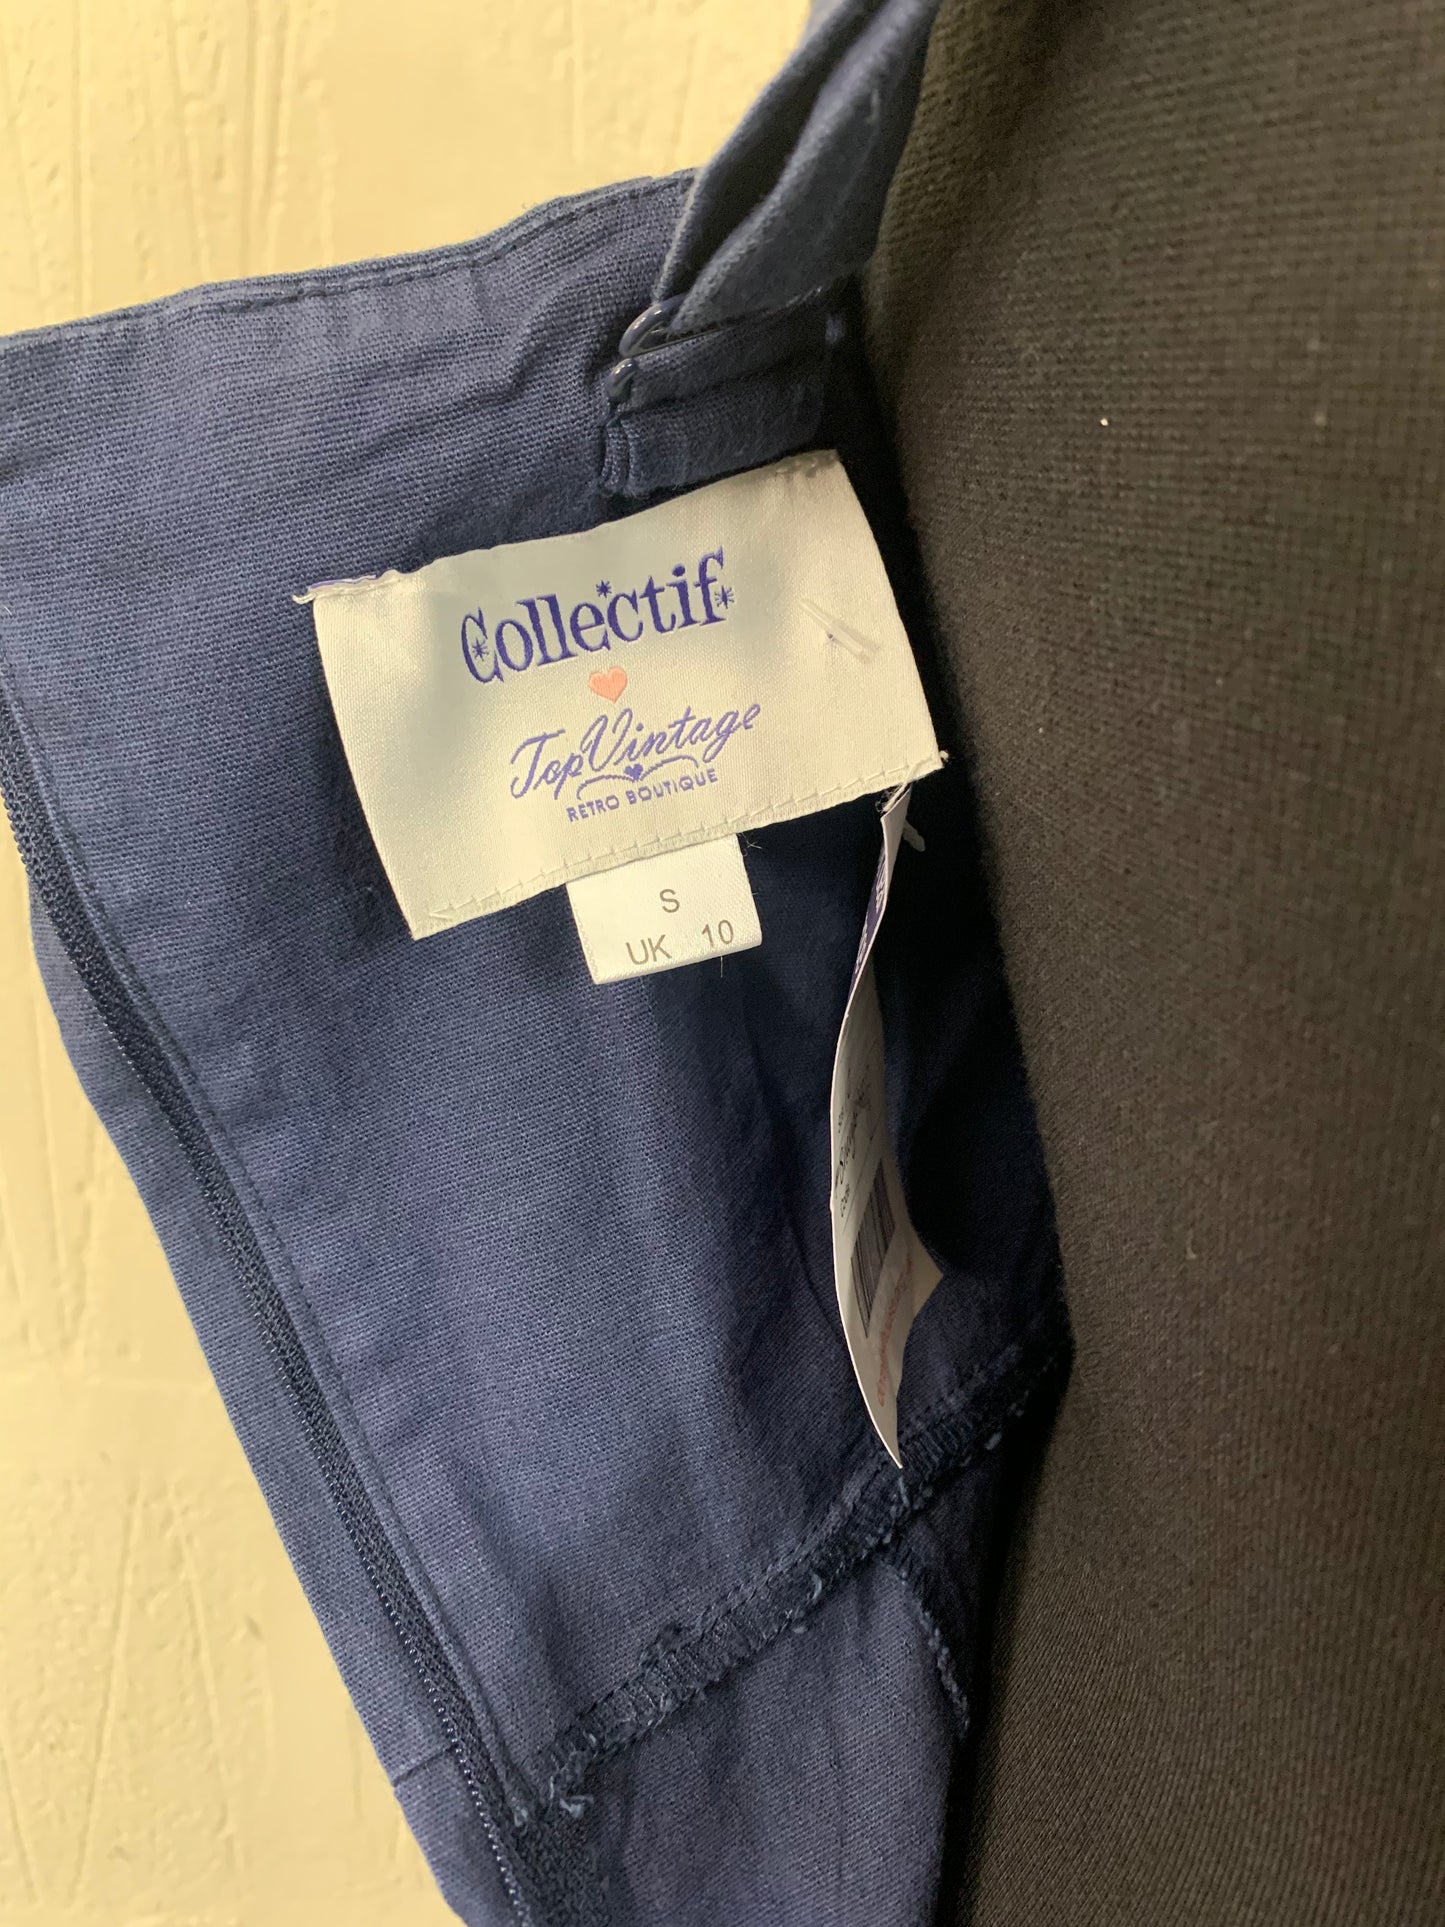 Collectif
TopVintage
RETRO BOUTIQUE
S
UK 10